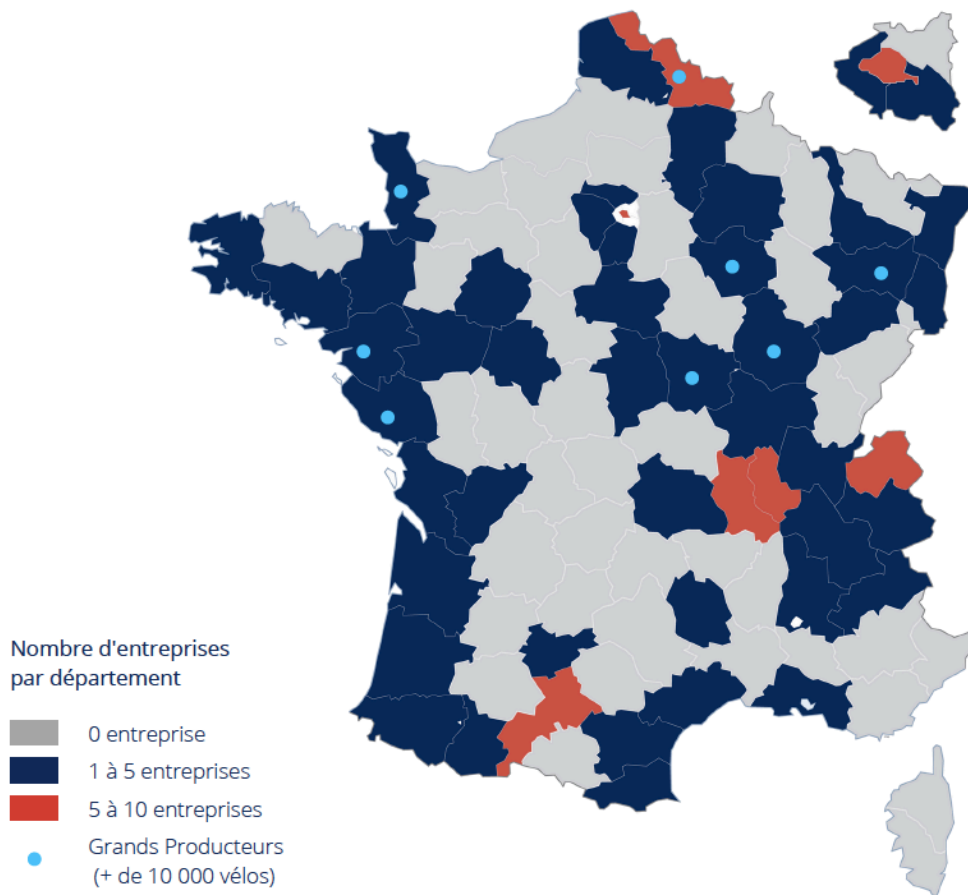 Nombre d'entreprises
par département
0 entreprise
1 à 5 entreprises
5 à 10 entreprises
Grands Producteurs
(+ de 10 000 vélos)